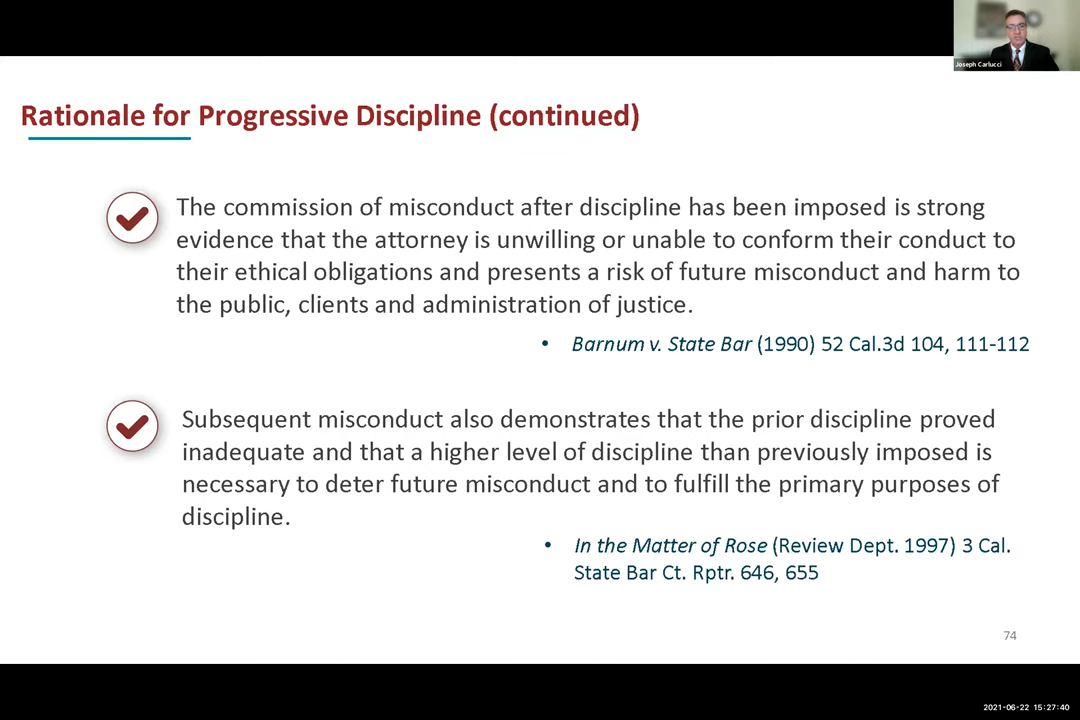 Joseph Carlucci
Rationale for Progressive Discipline (continued)
The commission of misconduct after discipline has been imposed is strong
evidence that the attorney is unwilling or unable to conform their conduct to
their ethical obligations and presents a risk of future misconduct and harm to
the public, clients and administration of justice.
• Barnum v. State Bar (1990) 52 Cal.3d 104, 111-112
Subsequent misconduct also demonstrates that the prior discipline proved
inadequate and that a higher level of discipline than previously imposed is
necessary to deter future misconduct and to fulfill the primary purposes of
discipline.
• In the Matter of Rose (Review Dept. 1997) 3 Cal.
State Bar Ct. Rptr. 646, 655
74
2021-06-22 15:27:40